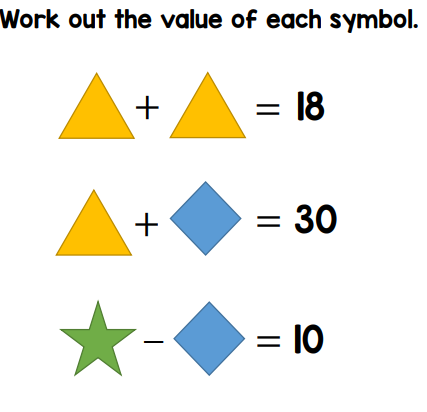 Work out the value of each symbol.
+ = 18
+ = 30
- = 10